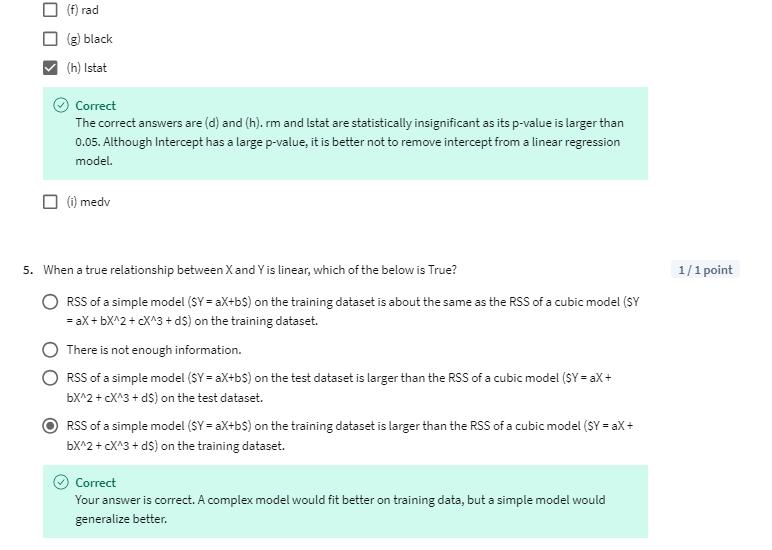 (f) rad
(g) black
(h) lstat
Correct
The correct answers are (d) and (h). rm and lstat are statistically insignificant as its p-value is larger than
0.05. Although Intercept has a large p-value, it is better not to remove intercept from a linear regression
model.
(i) medv
5. When a true relationship between X and Y is linear, which of the below is True?
1 / 1 point
RSS of a simple model ($Y = aX+b$) on the training dataset is about the same as the RSS of a cubic model ($Y
= aX + bX^2 + cX^3 + d$) on the training dataset.
There is not enough information.
RSS of a simple model ($Y = aX+b$) on the test dataset is larger than the RSS of a cubic model ($Y = aX +
bX^2 + cX^3 + d$) on the test dataset.
RSS of a simple model ($Y = aX+b$) on the training dataset is larger than the RSS of a cubic model ($Y = aX +
bX^2 + cX^3 + d$) on the training dataset.
Correct
Your answer is correct. A complex model would fit better on training data, but a simple model would
generalize better.